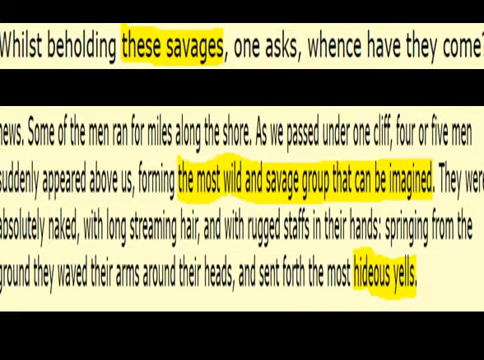 Whilst beholding these savages, one asks, whence have they come?
news. Some of the men ran for miles along the shore. As we passed under one cliff, four or five men
suddenly appeared above us, forming the most wild and savage group that can be imagined. They were
absolutely naked, with long streaming hair, and with rugged staffs in their hands: springing from the
ground they waved their arms around their heads, and sent forth the most hideous yells.